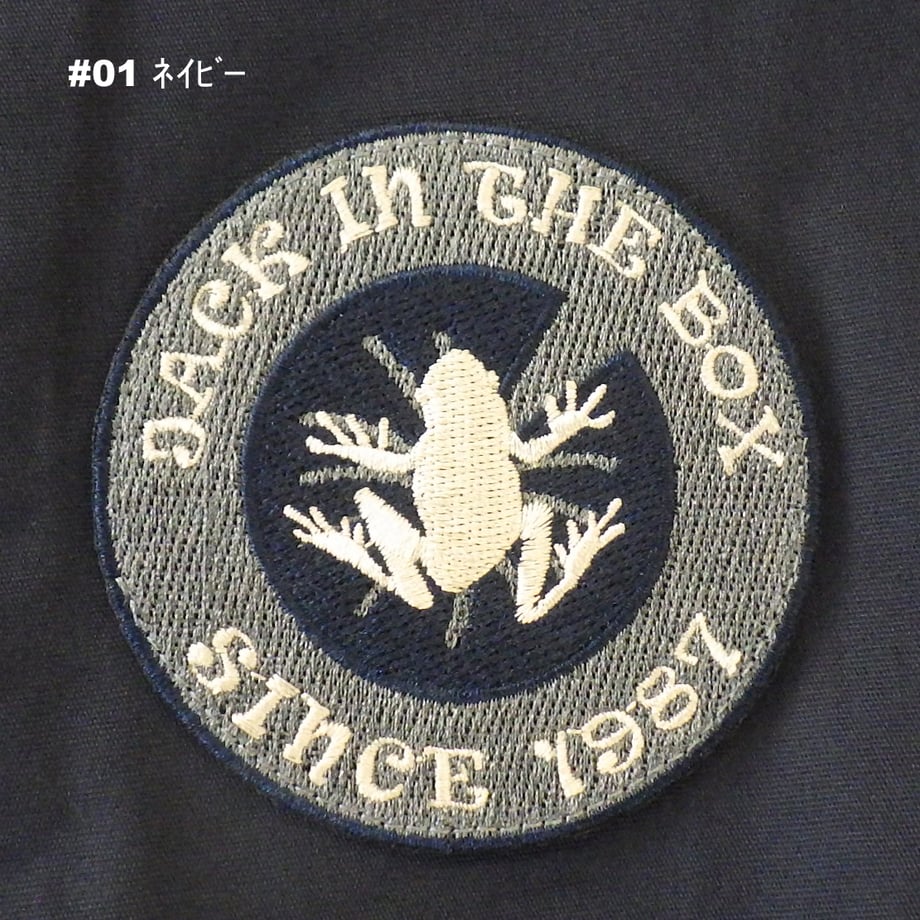 #01 ﾈｲﾋﾞｰ
JACK In THE BOX
SInCE 1987